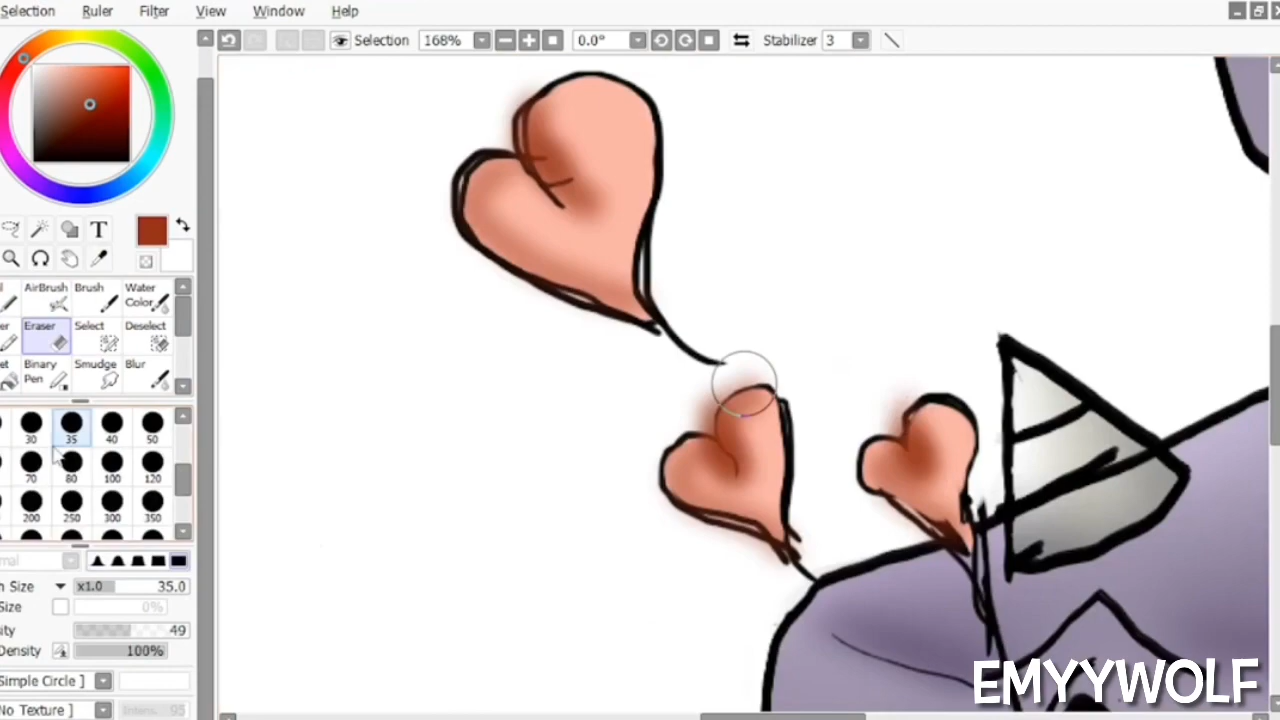 Selection Ruler Filter View Window Help
Selection 168% 0.0° Stabilizer 3
T
AirBrush Brush Water Color
Eraser Select Deselect
Binary Pen Smudge Blur
30 35 40 50
70 80 100 120
200 250 300 350
Size x1.0 35.0
Size 0%
49
Density 100%
Simple Circle ]
No Texture ] 95
EMYYWOLF